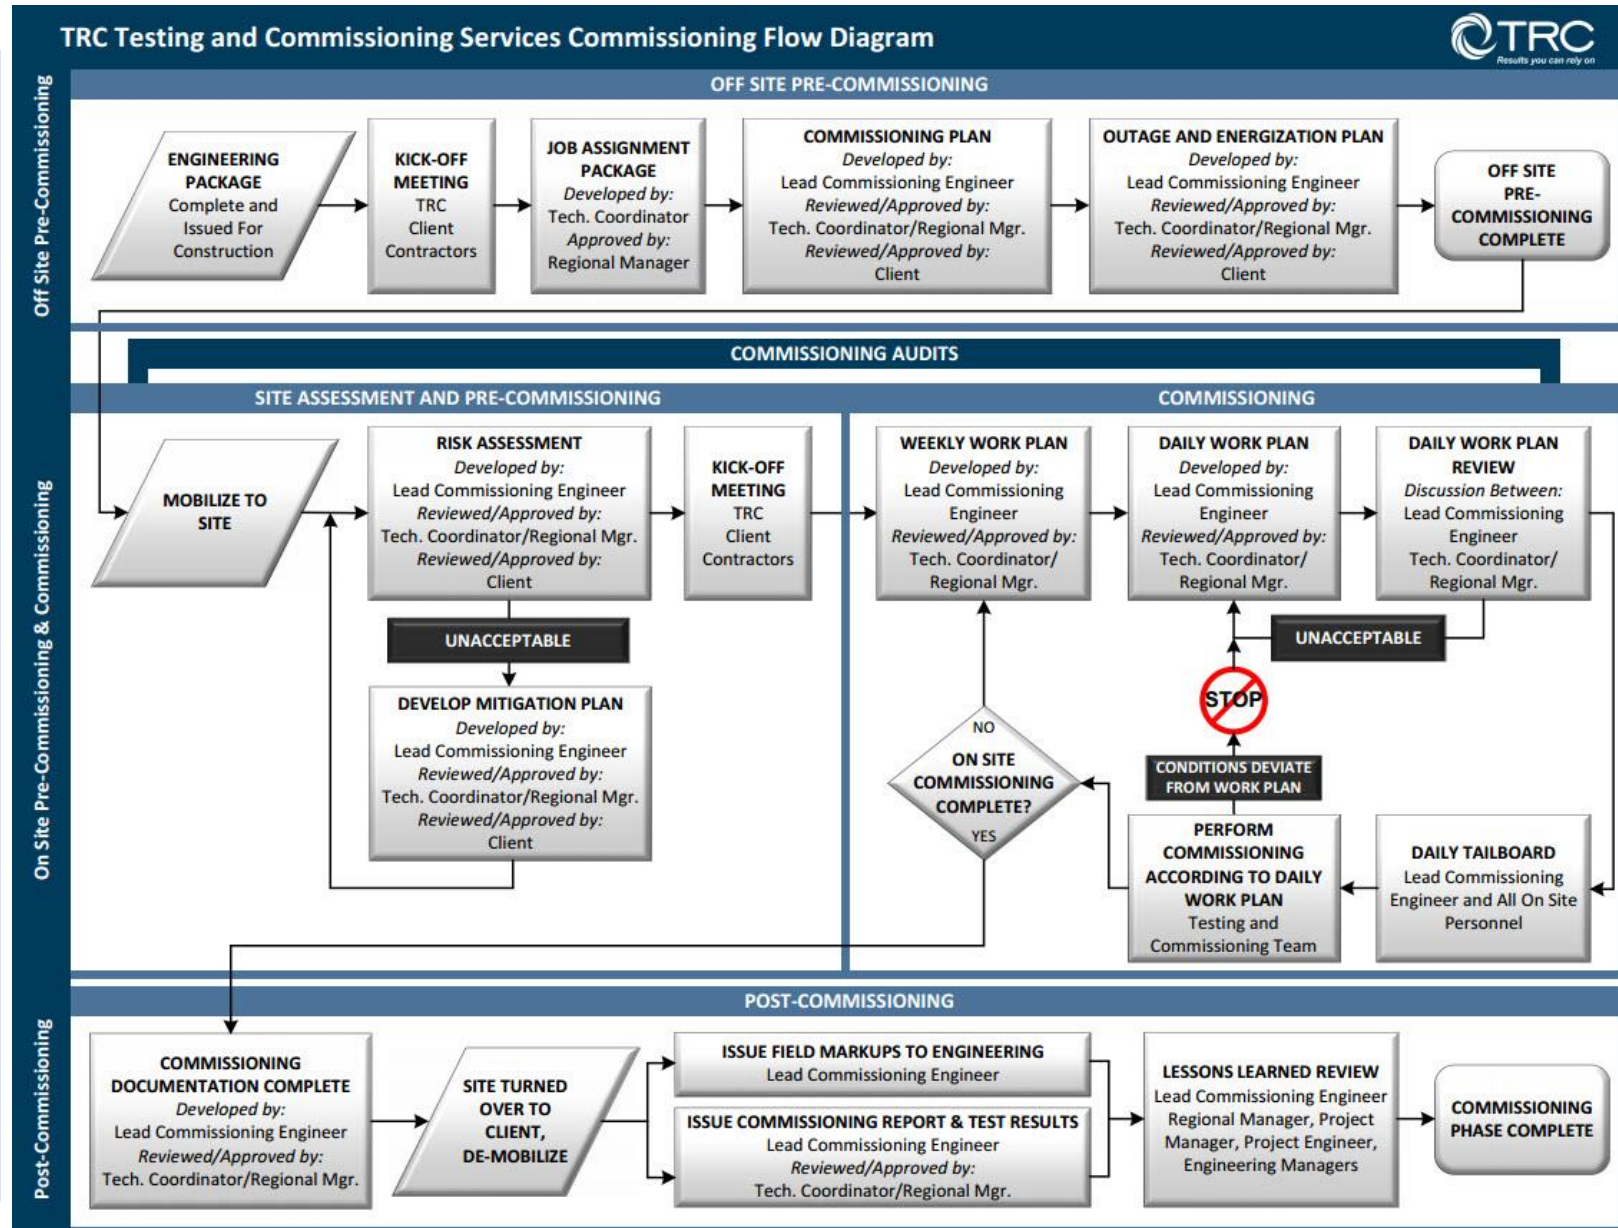 TRC Testing and Commissioning Services Commissioning Flow Diagram
TRC
Results you can rely on
Off Site Pre-Commissioning
OFF SITE PRE-COMMISSIONING
ENGINEERING
PACKAGE
Complete and
Issued For
Construction
KICK-OFF
MEETING
TRC
Client
Contractors
JOB ASSIGNMENT
PACKAGE
Developed by:
Tech. Coordinator
Approved by:
Regional Manager
COMMISSIONING PLAN
Developed by:
Lead Commissioning Engineer
Reviewed/Approved by:
Tech. Coordinator/Regional Mgr.
Reviewed/Approved by:
Client
OUTAGE AND ENERGIZATION PLAN
Developed by:
Lead Commissioning Engineer
Reviewed/Approved by:
Tech. Coordinator/Regional Mgr.
Reviewed/Approved by:
Client
OFF SITE
PRE-
COMMISSIONING
COMPLETE
On Site Pre-Commissioning & Commissioning
COMMISSIONING AUDITS
SITE ASSESSMENT AND PRE-COMMISSIONING
MOBILIZE TO
SITE
RISK ASSESSMENT
Developed by:
Lead Commissioning Engineer
Reviewed/Approved by:
Tech. Coordinator/Regional Mgr.
Reviewed/Approved by:
Client
UNACCEPTABLE
DEVELOP MITIGATION PLAN
Developed by:
Lead Commissioning Engineer
Reviewed/Approved by:
Tech. Coordinator/Regional Mgr.
Reviewed/Approved by:
Client
KICK-OFF
MEETING
TRC
Client
Contractors
COMMISSIONING
WEEKLY WORK PLAN
Developed by:
Lead Commissioning
Engineer
Reviewed/Approved by:
Tech. Coordinator/
Regional Mgr.
DAILY WORK PLAN
Developed by:
Lead Commissioning
Engineer
Reviewed/Approved by:
Tech. Coordinator/
Regional Mgr.
DAILY WORK PLAN
REVIEW
Discussion Between:
Lead Commissioning
Engineer
Tech. Coordinator/
Regional Mgr.
UNACCEPTABLE
STOP
CONDITIONS DEVIATE
FROM WORK PLAN
NO
ON SITE
COMMISSIONING
COMPLETE?
YES
PERFORM
COMMISSIONING
ACCORDING TO DAILY
WORK PLAN
Testing and
Commissioning Team
DAILY TAILBOARD
Lead Commissioning
Engineer and All On Site
Personnel
Post-Commissioning
POST-COMMISSIONING
COMMISSIONING
DOCUMENTATION COMPLETE
Developed by:
Lead Commissioning Engineer
Reviewed/Approved by:
Tech. Coordinator/Regional Mgr.
SITE TURNED
OVER TO
CLIENT,
DE-MOBILIZE
ISSUE FIELD MARKUPS TO ENGINEERING
Lead Commissioning Engineer
ISSUE COMMISSIONING REPORT & TEST RESULTS
Lead Commissioning Engineer
Reviewed/Approved by:
Tech. Coordinator/Regional Mgr.
LESSONS LEARNED REVIEW
Lead Commissioning Engineer
Regional Manager, Project
Manager, Project Engineer,
Engineering Managers
COMMISSIONING
PHASE COMPLETE